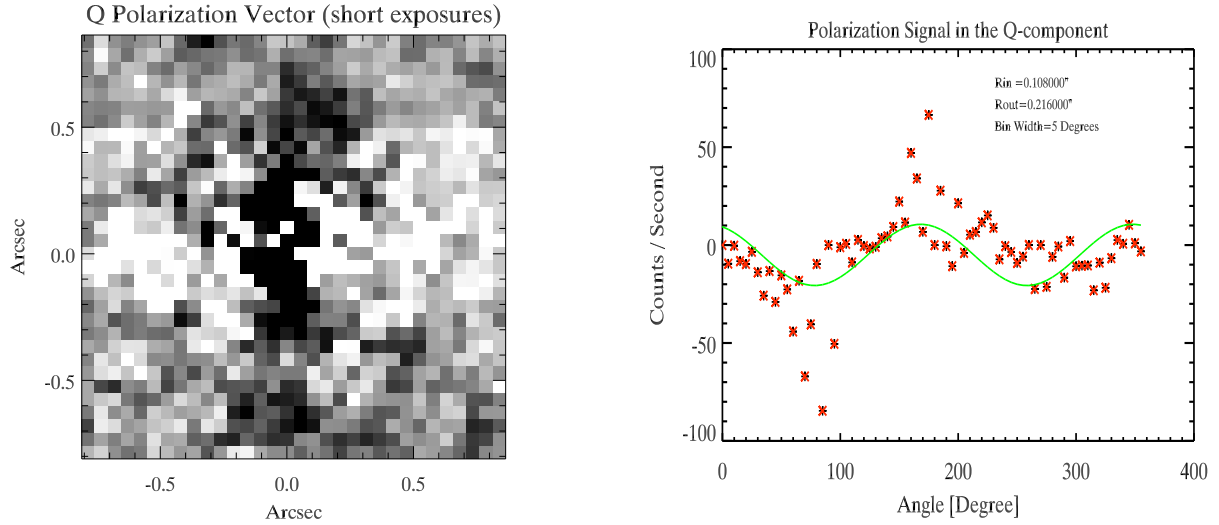 Q Polarization Vector (short exposures)
0.5
0.0
-0.5
Arcsec
-0.5 0.0 0.5
Arcsec
Polarization Signal in the Q-component
Rin =0.108000"
Rout=0.216000"
Bin Width=5 Degrees
100
50
0
-50
-100
Counts / Second
0 100 200 300 400
Angle [Degree]